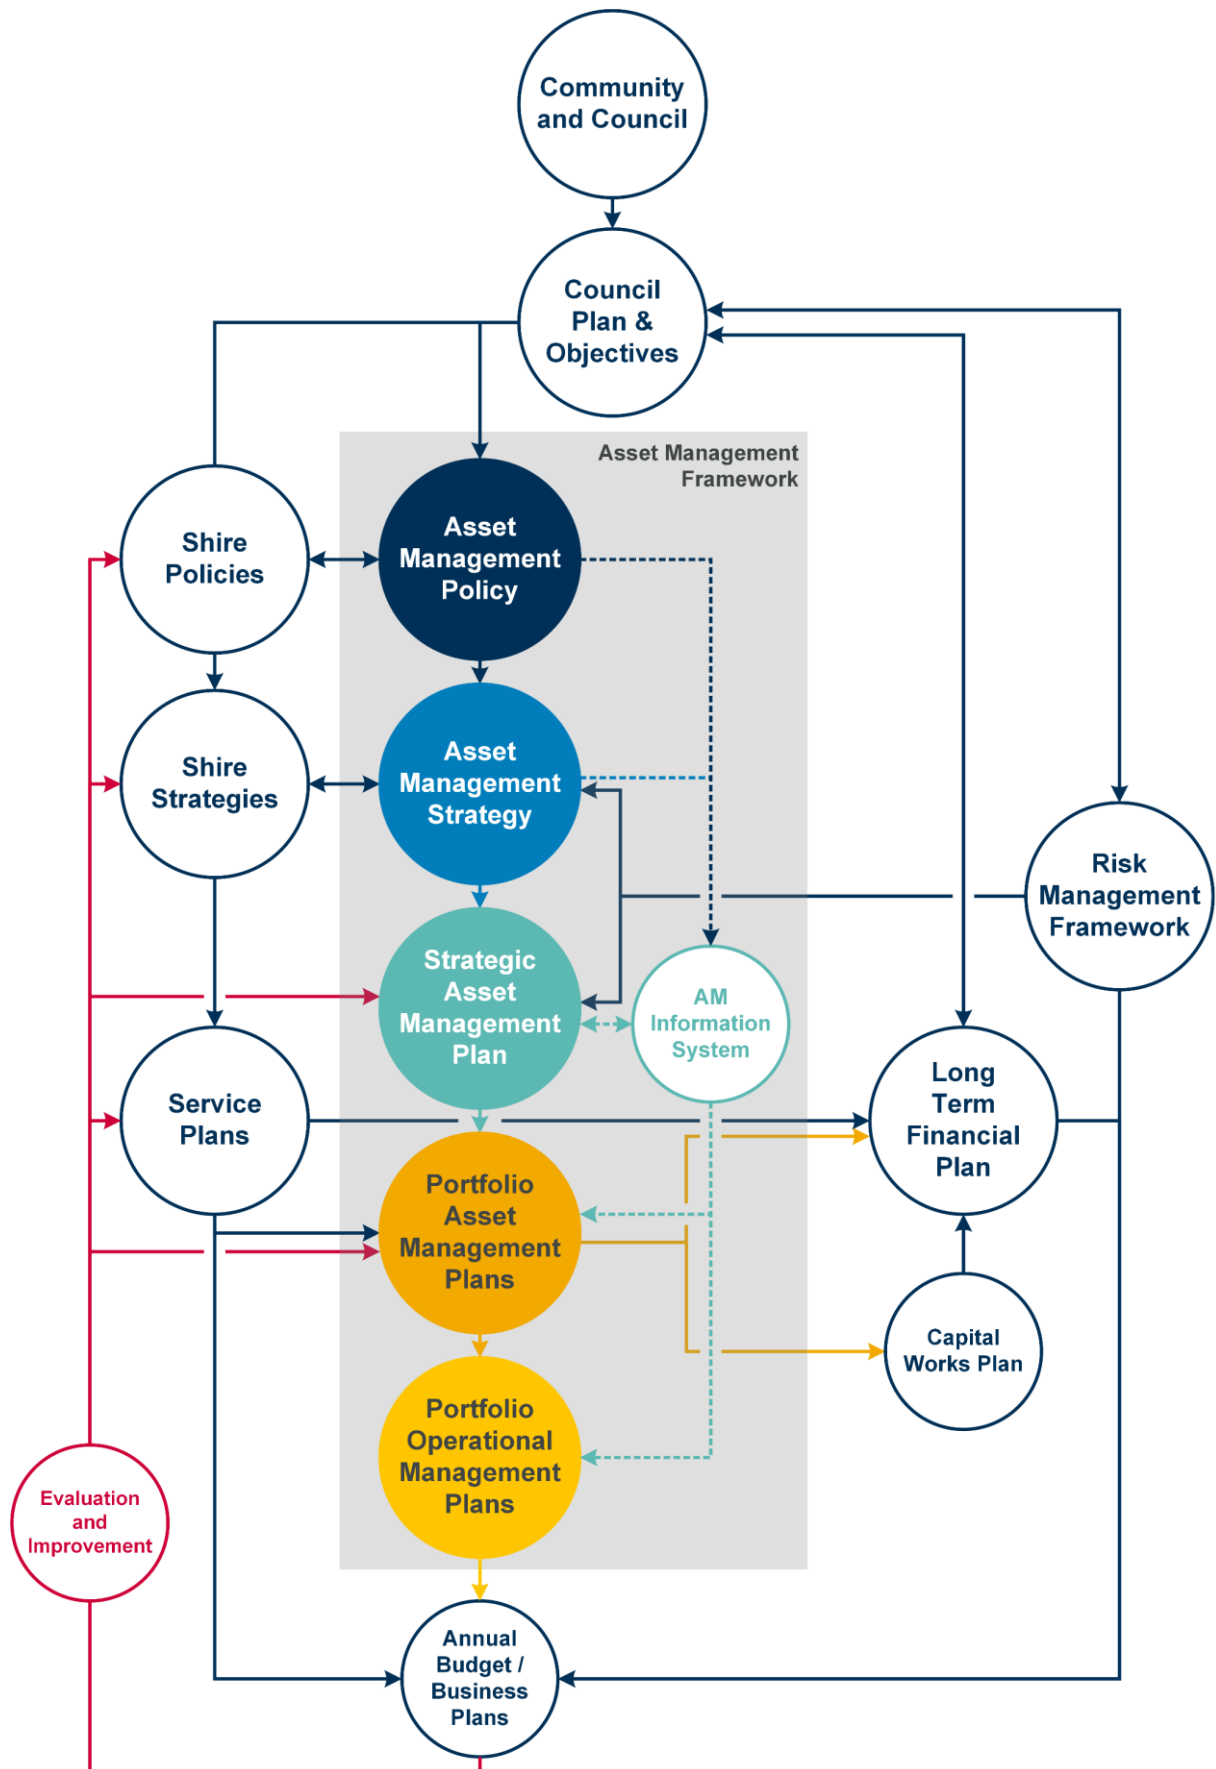 Community
and Council
Council
Plan &
Objectives
Asset Management
Framework
Shire
Policies
Asset
Management
Policy
Shire
Strategies
Asset
Management
Strategy
Risk
Management
Framework
Strategic
Asset
Management
Plan
AM
Information
System
Service
Plans
Long
Term
Financial
Plan
Portfolio
Asset
Management
Plans
Capital
Works Plan
Portfolio
Operational
Management
Plans
Evaluation
and
Improvement
Annual
Budget /
Business
Plans